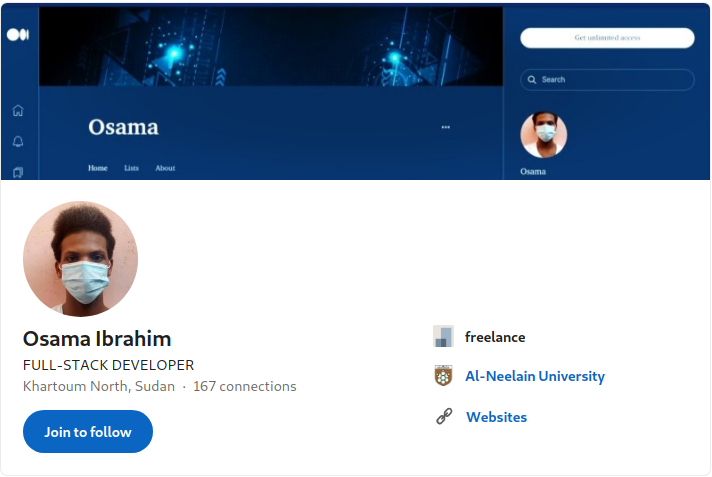 Get unlimited access
Search
Osama
Home Lists About
Osama
Osama Ibrahim
FULL-STACK DEVELOPER
Khartoum North, Sudan · 167 connections
Join to follow
freelance
Al-Neelain University
Websites